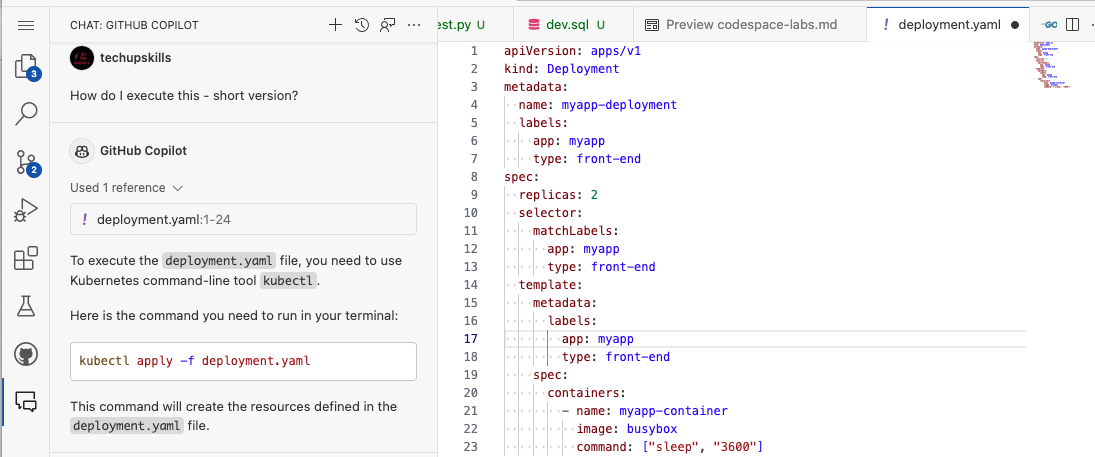 CHAT: GITHUB COPILOT
techupskills
How do I execute this - short version?
GitHub Copilot
Used 1 reference
! deployment.yaml:1-24
To execute the deployment.yaml file, you need to use
Kubernetes command-line tool kubectl.
Here is the command you need to run in your terminal:
kubectl apply -f deployment.yaml
This command will create the resources defined in the
deployment.yaml file.
3
2
est.py U
dev.sql U
Preview codespace-labs.md
! deployment.yaml
GO
1 apiVersion: apps/v1
2 kind: Deployment
3 metadata:
4   name: myapp-deployment
5   labels:
6     app: myapp
7     type: front-end
8 spec:
9   replicas: 2
10   selector:
11     matchLabels:
12       app: myapp
13       type: front-end
14   template:
15     metadata:
16       labels:
17         app: myapp
18         type: front-end
19     spec:
20       containers:
21         - name: myapp-container
22           image: busybox
23           command: ["sleep", "3600"]